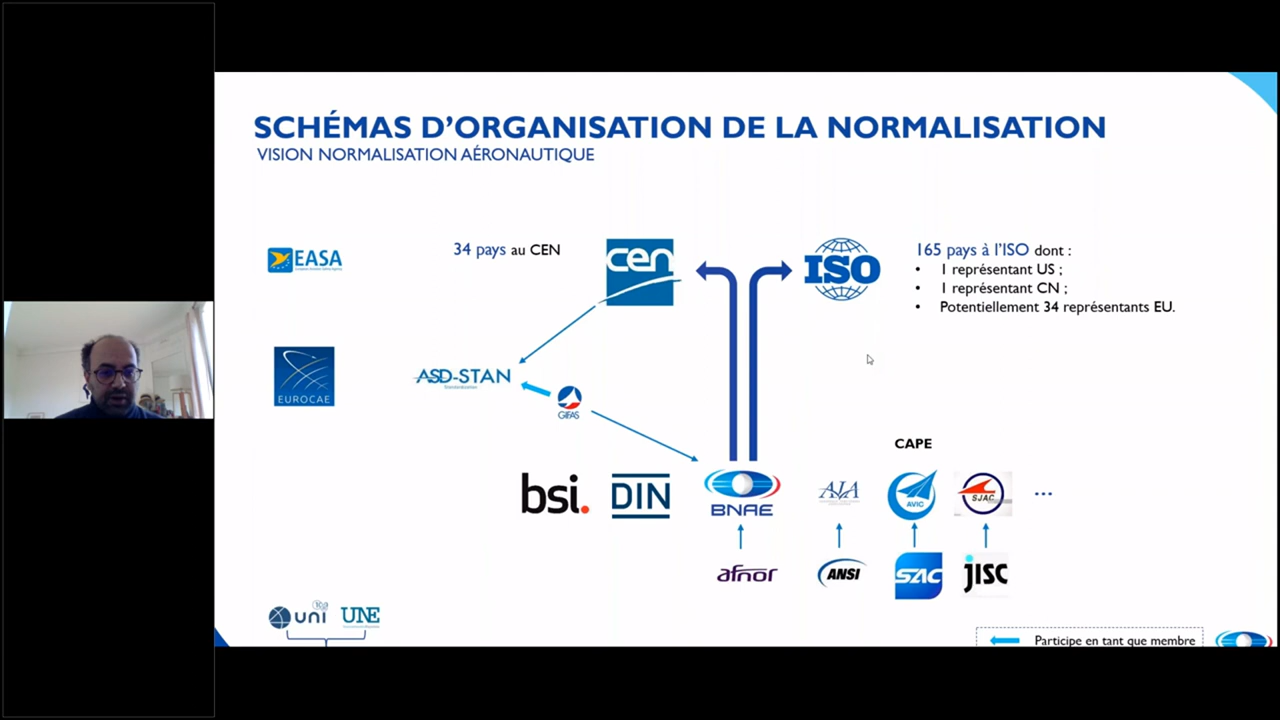 SCHÉMAS D'ORGANISATION DE LA NORMALISATION
VISION NORMALISATION AÉRONAUTIQUE
EASA
34 pays au CEN
cen
ISO
165 pays à l'ISO dont :
• 1 représentant US ;
• 1 représentant CN ;
• Potentiellement 34 représentants EU.
EUROCAE
ASD-STAN
GIFAS
CAPE
bsi.
DIN
BNAE
AIA
AVIC
SJAC
...
afnor
ANSI
SAC
JISC
uni
UNE
Participe en tant que membre